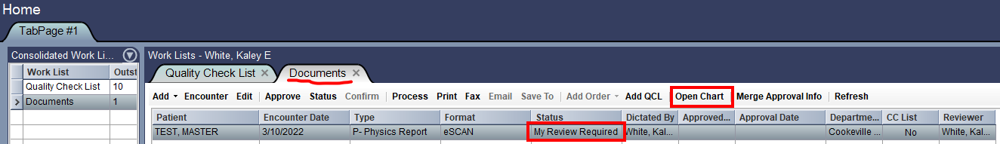 Home
TabPage #1
Consolidated Work Li...
Work List Outst
Quality Check List 10
Documents 1
Work Lists - White, Kaley E
Quality Check List Documents
Add Encounter Edit Approve Status Confirm Process Print Fax Email Save To Add Order Add QCL Open Chart Merge Approval Info Refresh
Patient Encounter Date Type Format Status Dictated By Approved... Approval Date Departme... CC List Reviewer
TEST, MASTER 3/10/2022 P- Physics Report eSCAN My Review Required White, Kal... Cookeville ... No White, Kal...